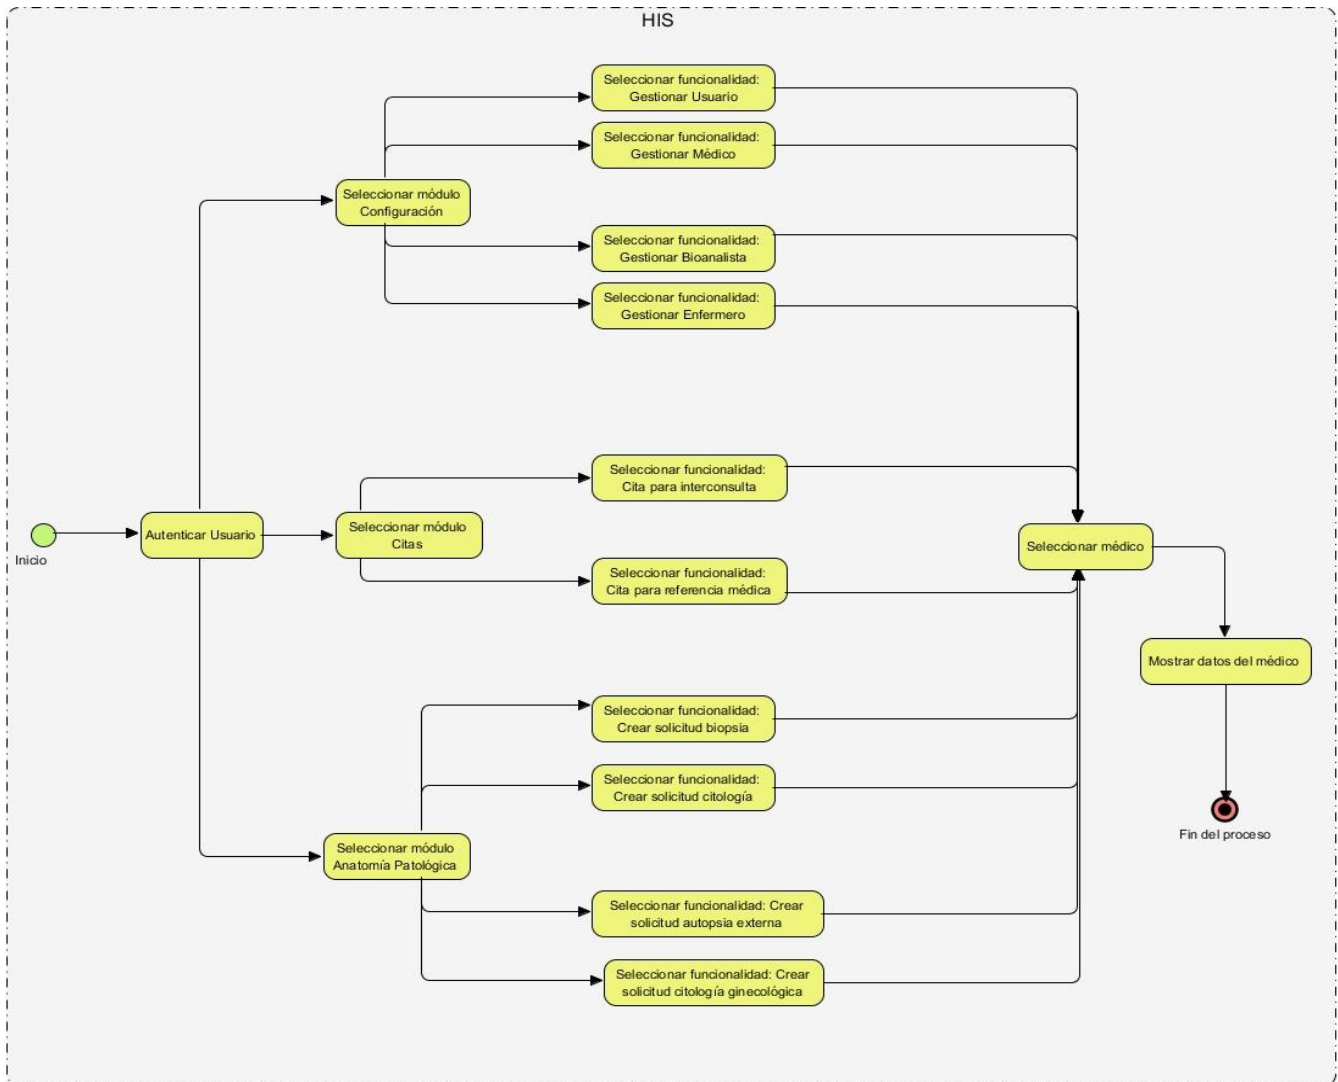 HIS
Seleccionar funcionalidad:
Gestionar Usuario
Seleccionar funcionalidad:
Gestionar Médico
Seleccionar módulo
Configuración
Seleccionar funcionalidad:
Gestionar Bioanalista
Seleccionar funcionalidad:
Gestionar Enfermero
Seleccionar funcionalidad:
Cita para interconsulta
Inicio
Autenticar Usuario
Seleccionar módulo
Citas
Seleccionar médico
Seleccionar funcionalidad:
Cita para referencia médica
Mostrar datos del médico
Seleccionar funcionalidad:
Crear solicitud biopsia
Seleccionar funcionalidad:
Crear solicitud citología
Fin del proceso
Seleccionar módulo
Anatomía Patológica
Seleccionar funcionalidad: Crear
solicitud autopsia externa
Seleccionar funcionalidad: Crear
solicitud citología ginecológica